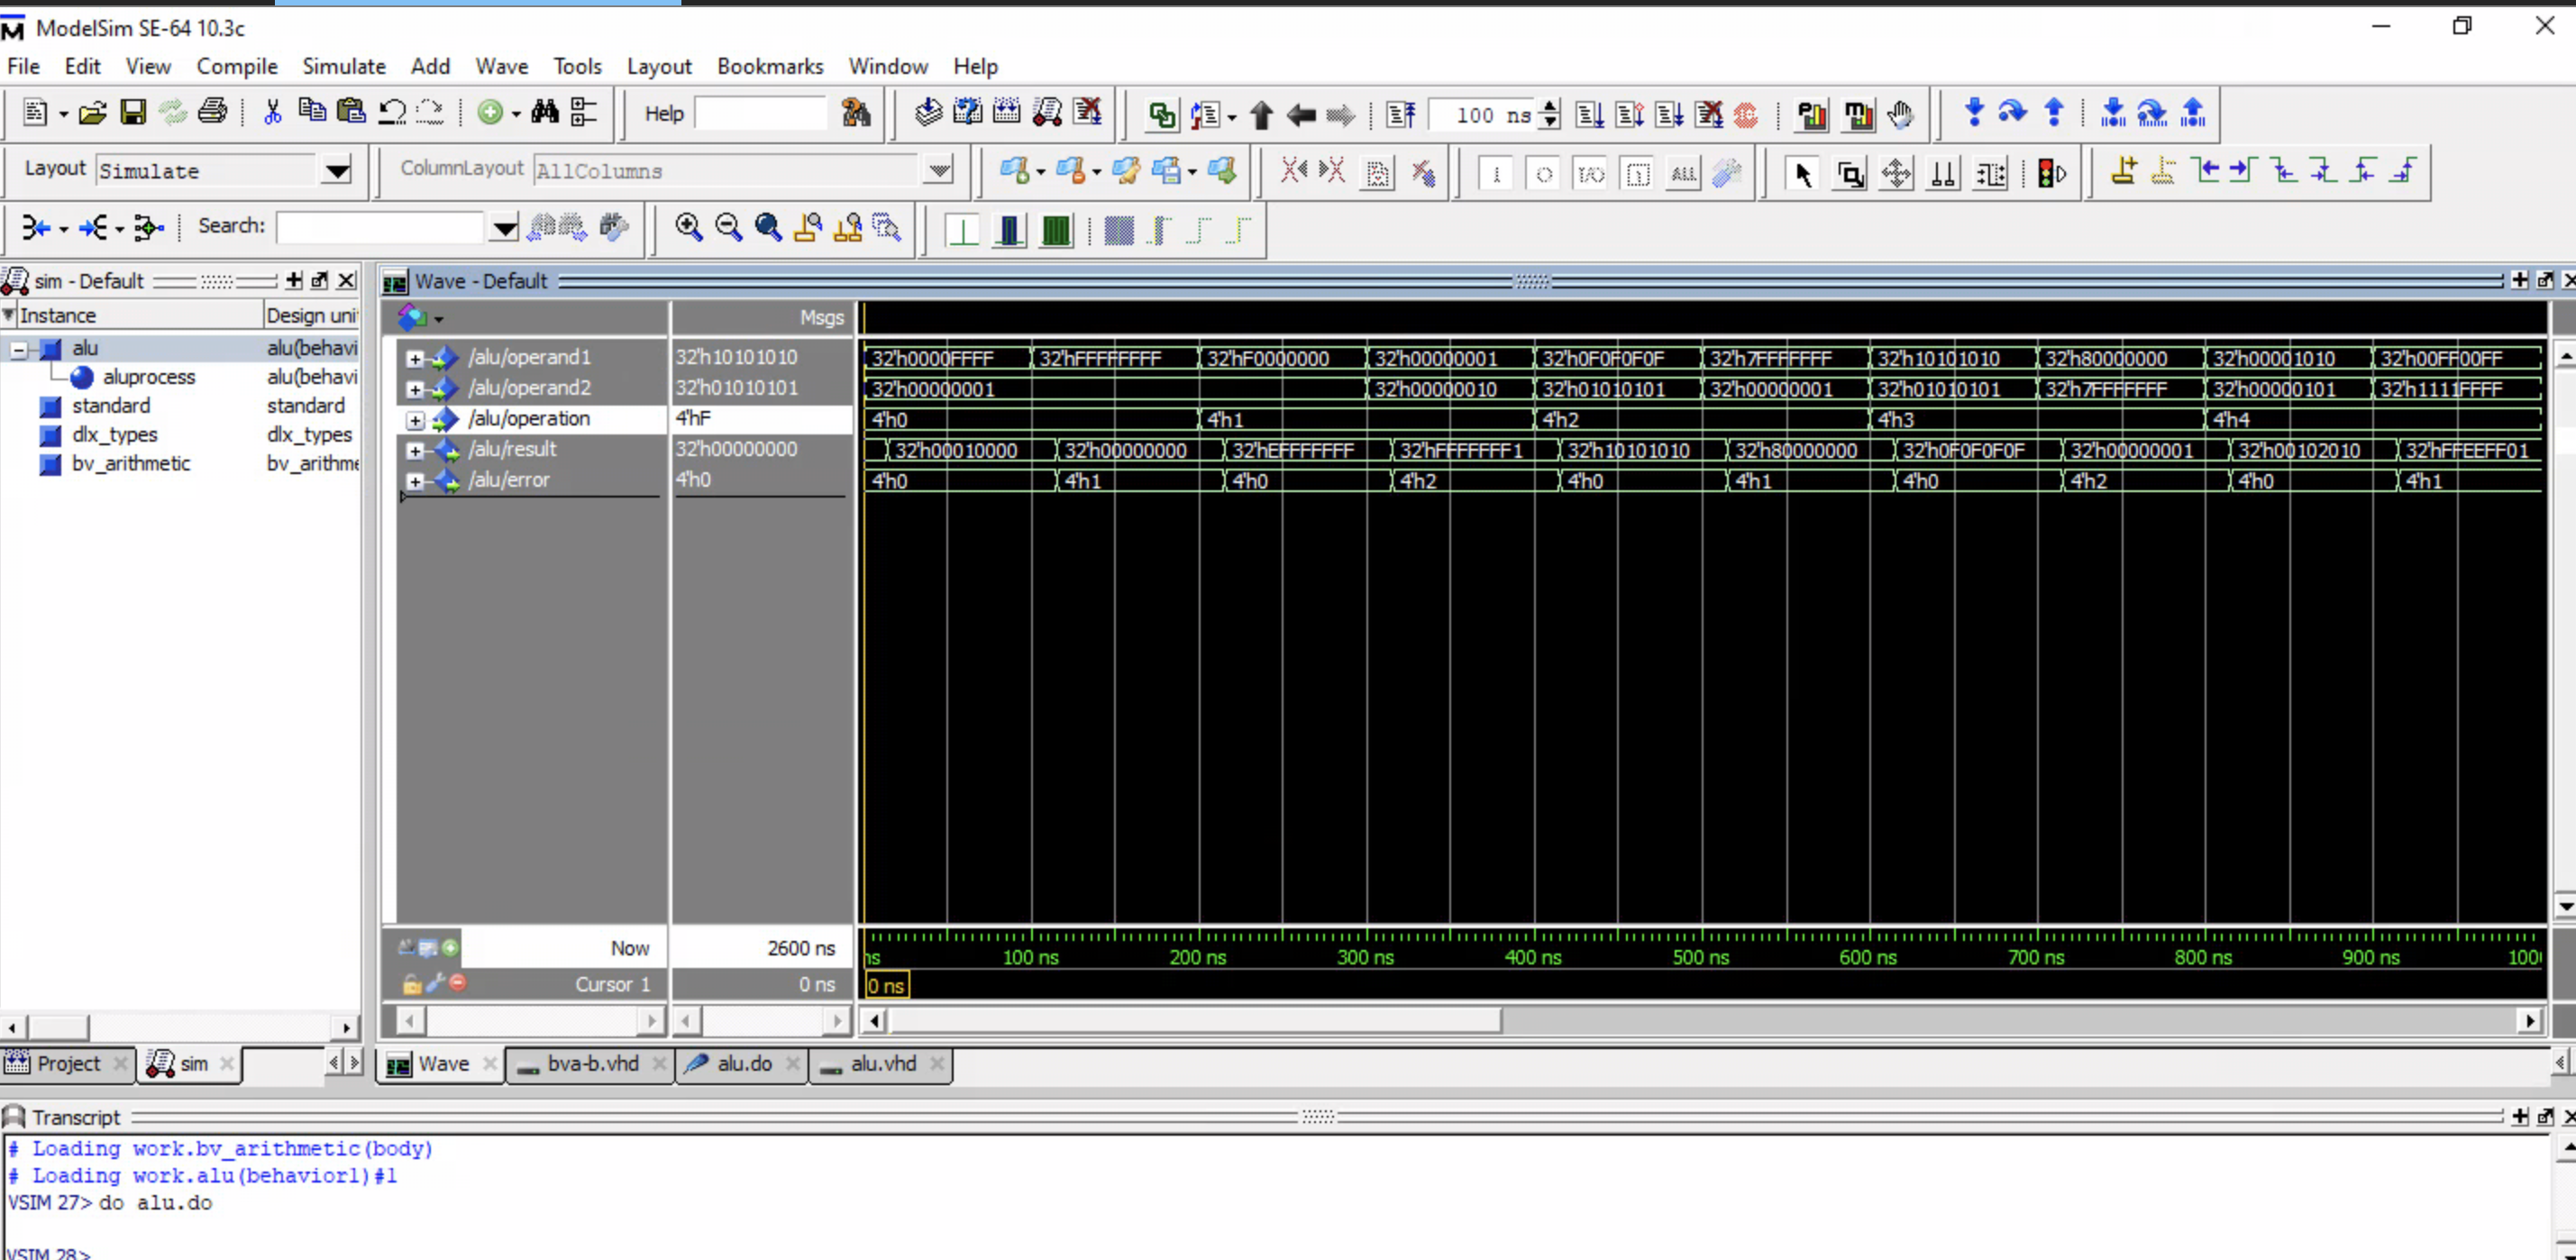 ModelSim SE-64 10.3c
File Edit View Compile Simulate Add Wave Tools Layout Bookmarks Window Help
Help 100 ns
Layout Simulate ColumnLayout AllColumns ALL
Search:
sim - Default
Wave - Default
Instance Design unit
Msgs
alu alu(behavi
aluprocess alu(behavi
standard standard
dlx_types dlx_types
bv_arithmetic bv_arithme
/alu/operand1 32'h10101010 32'h0000FFFF 32'hFFFFFFFF 32'hF0000000 32'h00000001 32'h0F0F0F0F 32'h7FFFFFFF 32'h10101010 32'h80000000 32'h00001010 32'h00FF00FF
/alu/operand2 32'h01010101 32'h00000001 32'h00000010 32'h01010101 32'h00000001 32'h01010101 32'h7FFFFFFF 32'h00000101 32'h1111FFFF
/alu/operation 4'hF 4'h0 4'h1 4'h2 4'h3 4'h4
/alu/result 32'h00000000 32'h00010000 32'h00000000 32'hEFFFFFFF 32'hFFFFFFF1 32'h10101010 32'h80000000 32'h0F0F0F0F 32'h00000001 32'h00102010 32'hFFEEFF01
/alu/error 4'h0 4'h0 4'h1 4'h0 4'h2 4'h0 4'h1 4'h0 4'h2 4'h0 4'h1
Now 2600 ns
ns 100 ns 200 ns 300 ns 400 ns 500 ns 600 ns 700 ns 800 ns 900 ns 100
Cursor 1 0 ns 0 ns
Project sim
Wave bva-b.vhd alu.do alu.vhd
Transcript
# Loading work.bv_arithmetic(body)
# Loading work.alu(behavior1)#1
VSIM 27> do alu.do
VSIM 28>